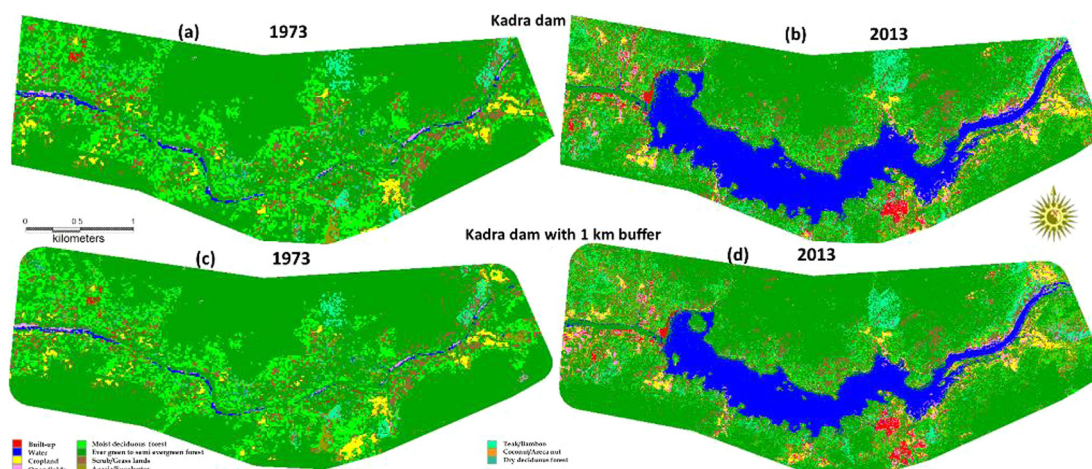 Kadra dam
(a) 1973
(b) 2013
0 0.5 1
kilometers
Kadra dam with 1 km buffer
(c) 1973
(d) 2013
Built-up
Water
Cropland
Moist deciduous forest
Ever green to semi evergreen forest
Scrub/Grass lands
Teak/Bamboo
Coconut/Areca nut
Dry deciduous forest